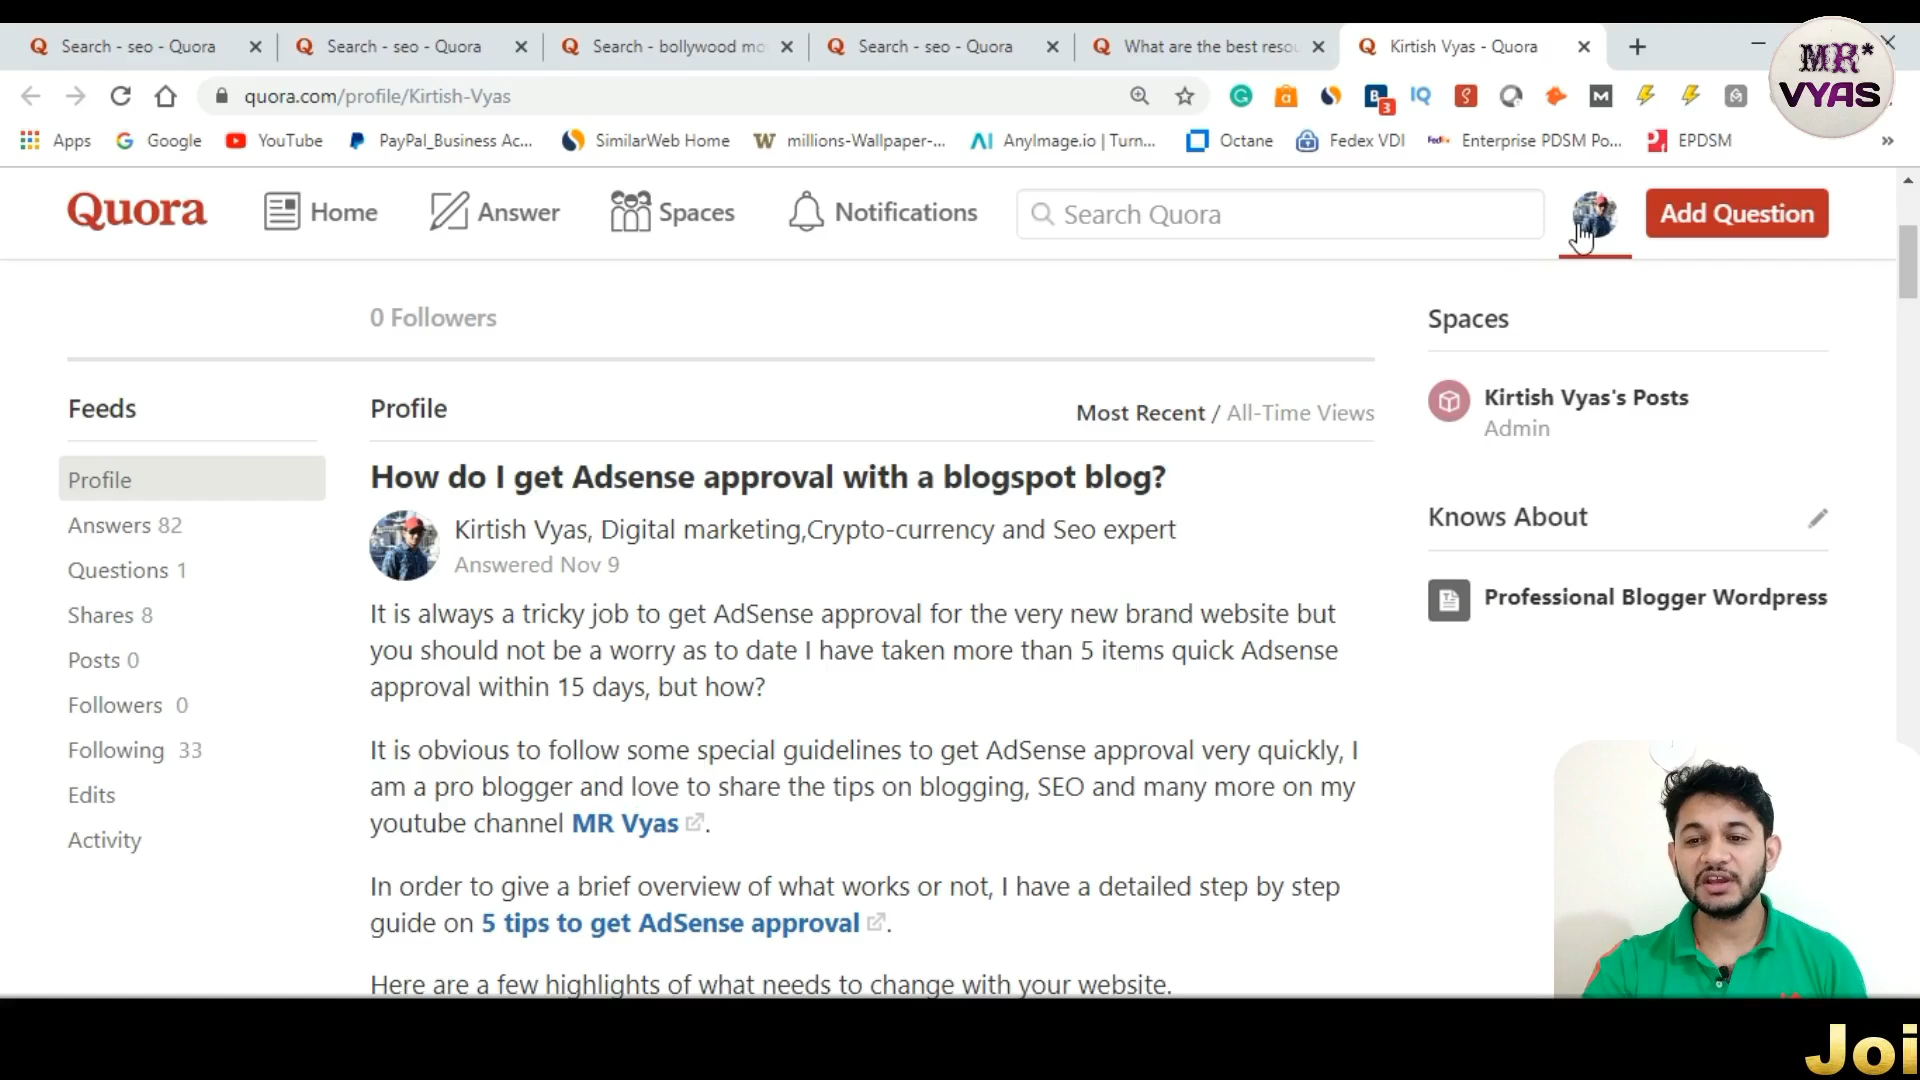 Search - seo - Quora
Search - seo - Quora
Search - bollywood mo
Search - seo - Quora
What are the best reso
Kirtish Vyas - Quora
MR*
VYAS
quora.com/profile/Kirtish-Vyas
3
Apps
Google
YouTube
PayPal_Business Ac...
SimilarWeb Home
millions-Wallpaper-...
AnyImage.io | Turn...
Octane
Fedex VDI
Enterprise PDSM Po...
EPDSM
Quora
Home
Answer
Spaces
Notifications
Search Quora
Add Question
0 Followers
Feeds
Profile
Answers 82
Questions 1
Shares 8
Posts 0
Followers 0
Following 33
Edits
Activity
Profile
Most Recent / All-Time Views
How do I get Adsense approval with a blogspot blog?
Kirtish Vyas, Digital marketing,Crypto-currency and Seo expert
Answered Nov 9
It is always a tricky job to get AdSense approval for the very new brand website but
you should not be a worry as to date I have taken more than 5 items quick Adsense
approval within 15 days, but how?
It is obvious to follow some special guidelines to get AdSense approval very quickly, I
am a pro blogger and love to share the tips on blogging, SEO and many more on my
youtube channel MR Vyas.
In order to give a brief overview of what works or not, I have a detailed step by step
guide on 5 tips to get AdSense approval.
Here are a few highlights of what needs to change with your website.
Spaces
Kirtish Vyas's Posts
Admin
Knows About
Professional Blogger Wordpress
Joi